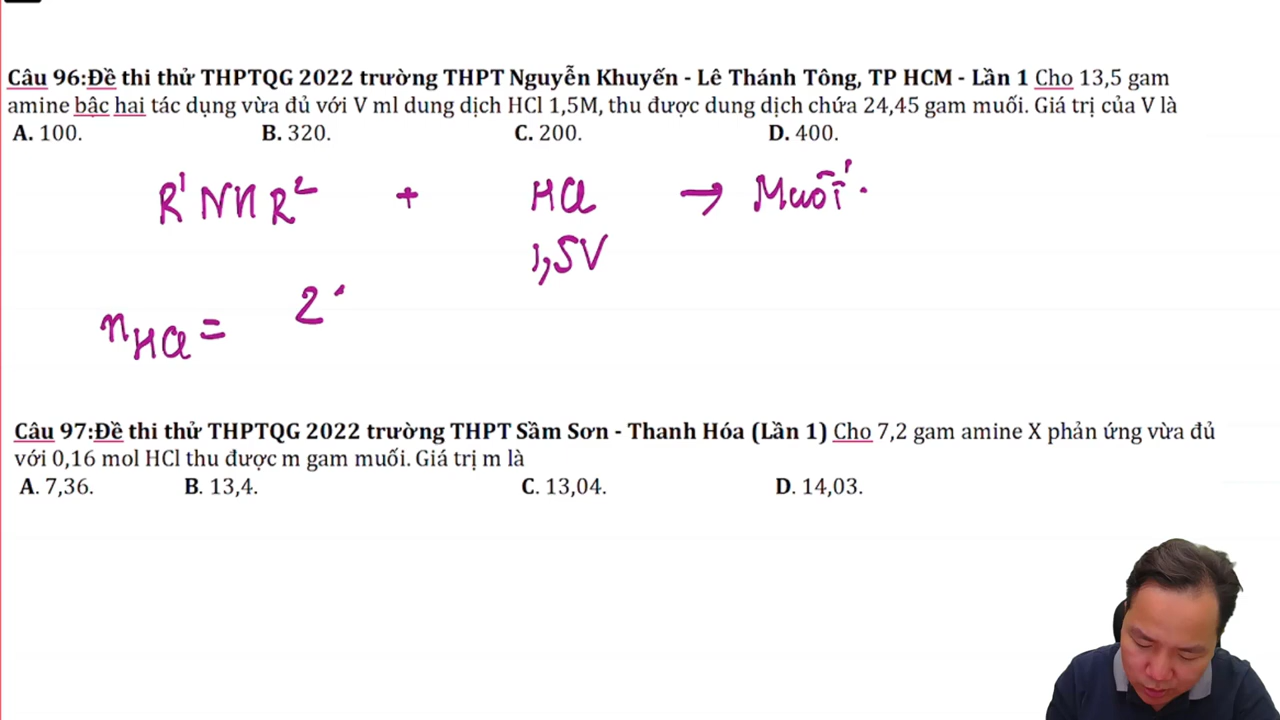 Câu 96:Đề thi thử THPTQG 2022 trường THPT Nguyễn Khuyến - Lê Thánh Tông, TP HCM - Lần 1 Cho 13,5 gam
amine bậc hai tác dụng vừa đủ với V ml dung dịch HCl 1,5M, thu được dung dịch chứa 24,45 gam muối. Giá trị của V là
A. 100. B. 320. C. 200. D. 400.
R¹NHR² + HCl → Muối.
1,5V
nHCl = 2
Câu 97:Đề thi thử THPTQG 2022 trường THPT Sầm Sơn - Thanh Hóa (Lần 1) Cho 7,2 gam amine X phản ứng vừa đủ
với 0,16 mol HCl thu được m gam muối. Giá trị m là
A. 7,36. B. 13,4. C. 13,04. D. 14,03.